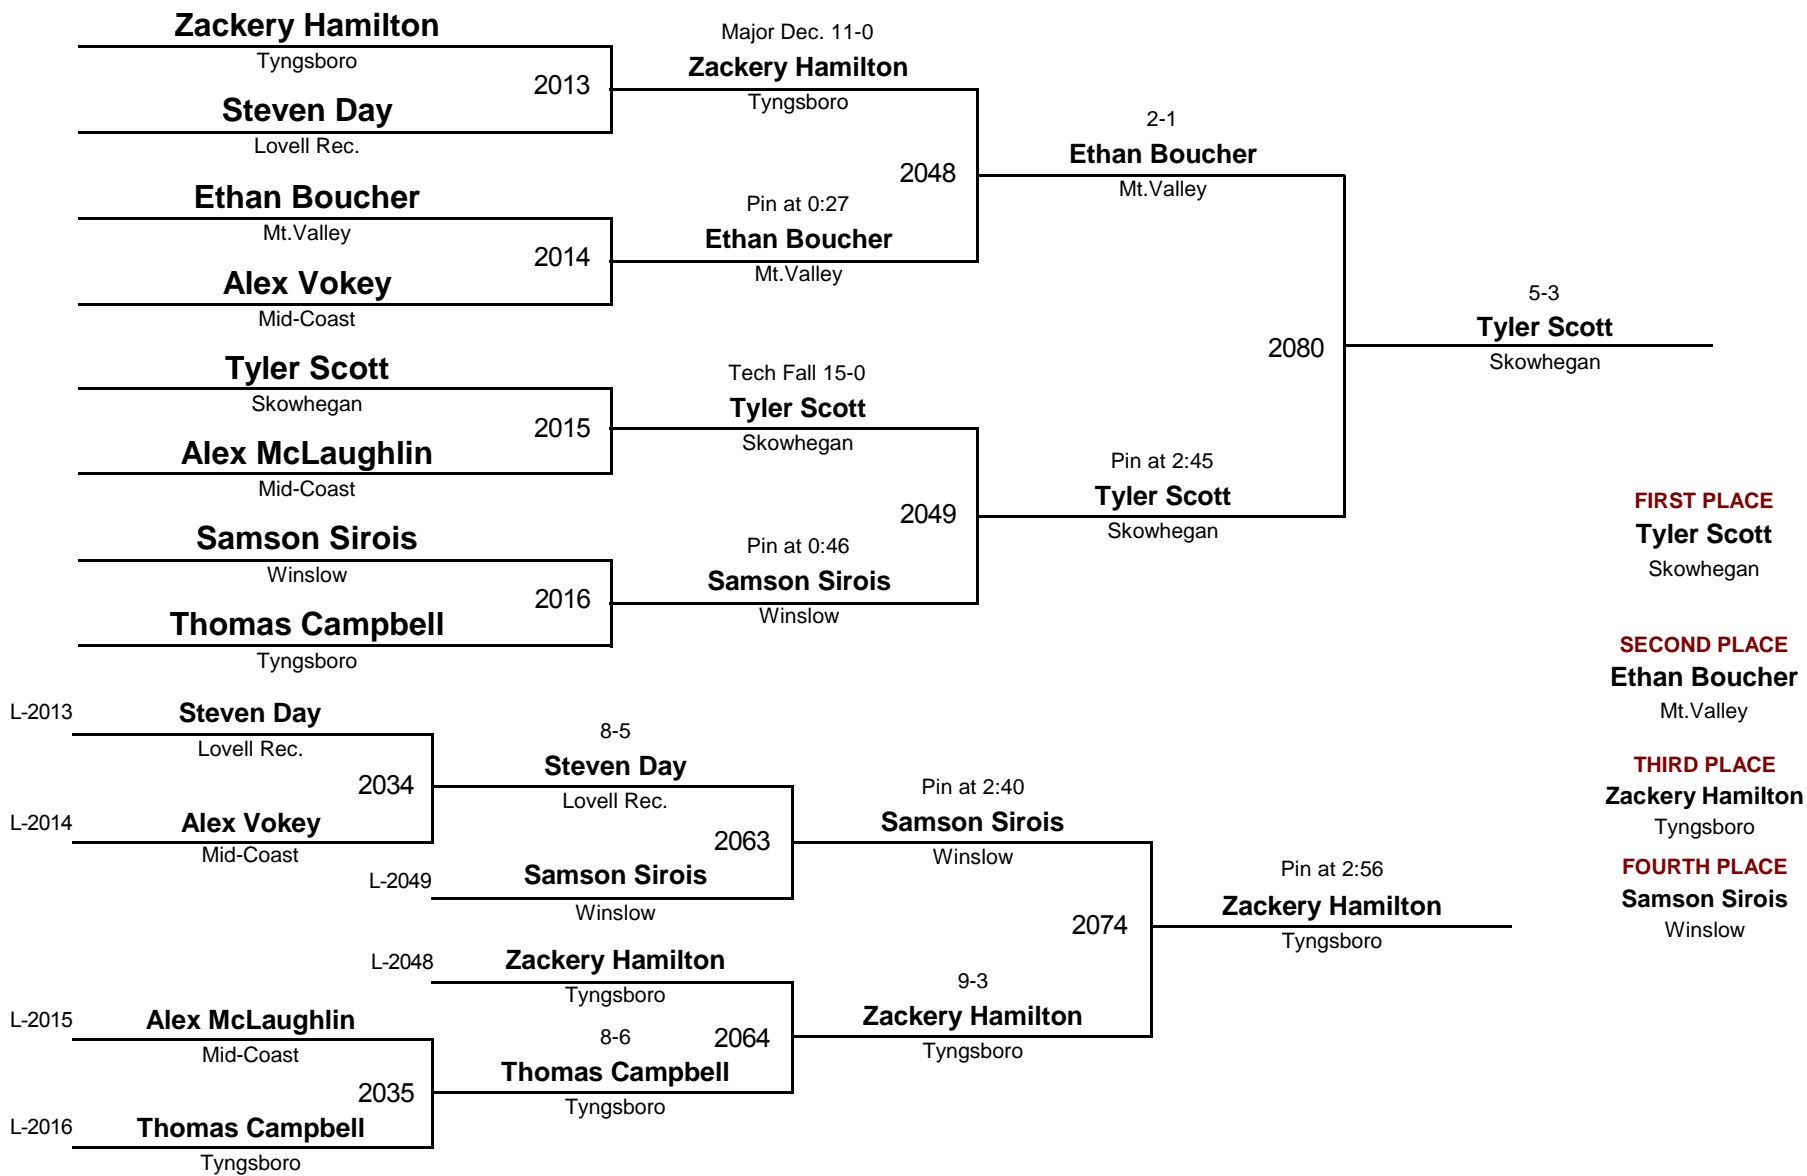 Zackery Hamilton
Tyngsboro
2013
Steven Day
Lovell Rec.
Ethan Boucher
Mt.Valley
2014
Alex Vokey
Mid-Coast
Tyler Scott
Skowhegan
2015
Alex McLaughlin
Mid-Coast
Samson Sirois
Winslow
2016
Thomas Campbell
Tyngsboro
Major Dec. 11-0
Zackery Hamilton
Tyngsboro
2048
Pin at 0:27
Ethan Boucher
Mt.Valley
Tech Fall 15-0
Tyler Scott
Skowhegan
2049
Pin at 0:46
Samson Sirois
Winslow
2-1
Ethan Boucher
Mt.Valley
2080
Pin at 2:45
Tyler Scott
Skowhegan
5-3
Tyler Scott
Skowhegan
FIRST PLACE
Tyler Scott
Skowhegan
SECOND PLACE
Ethan Boucher
Mt.Valley
THIRD PLACE
Zackery Hamilton
Tyngsboro
FOURTH PLACE
Samson Sirois
Winslow
L-2013
Steven Day
Lovell Rec.
2034
L-2014
Alex Vokey
Mid-Coast
8-5
Steven Day
Lovell Rec.
2063
L-2049
Samson Sirois
Winslow
L-2048
Zackery Hamilton
Tyngsboro
L-2015
Alex McLaughlin
Mid-Coast
2035
L-2016
Thomas Campbell
Tyngsboro
8-6
2064
Thomas Campbell
Tyngsboro
Pin at 2:40
Samson Sirois
Winslow
2074
9-3
Zackery Hamilton
Tyngsboro
Pin at 2:56
Zackery Hamilton
Tyngsboro